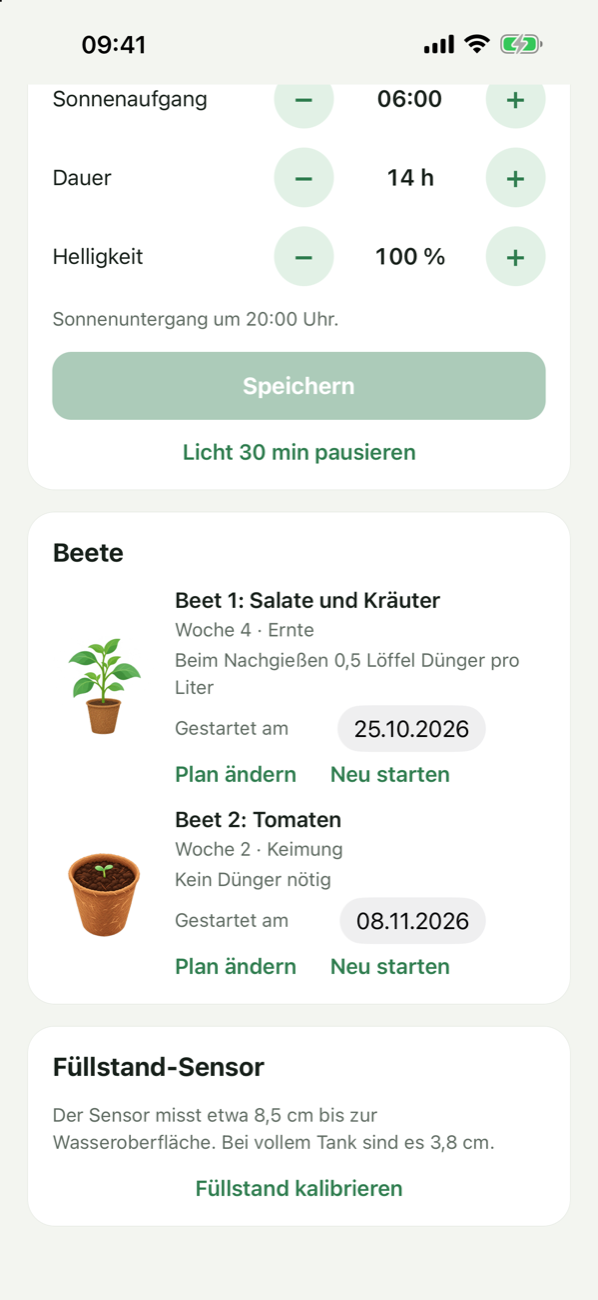 09:41
Sonnenaufgang − 06:00 +
Dauer − 14 h +
Helligkeit − 100 % +
Sonnenuntergang um 20:00 Uhr.
Speichern
Licht 30 min pausieren
Beete
Beet 1: Salate und Kräuter
Woche 4 · Ernte
Beim Nachgießen 0,5 Löffel Dünger pro
Liter
Gestartet am 25.10.2026
Plan ändern Neu starten
Beet 2: Tomaten
Woche 2 · Keimung
Kein Dünger nötig
Gestartet am 08.11.2026
Plan ändern Neu starten
Füllstand-Sensor
Der Sensor misst etwa 8,5 cm bis zur
Wasseroberfläche. Bei vollem Tank sind es 3,8 cm.
Füllstand kalibrieren